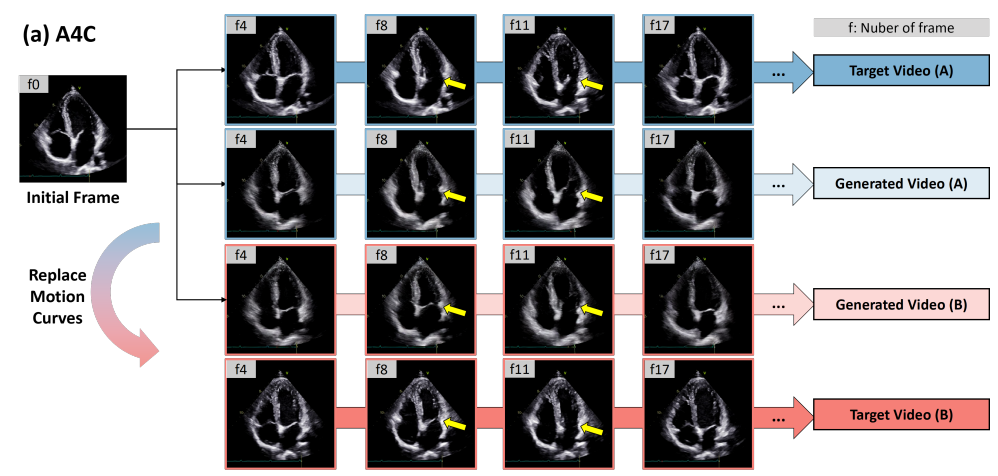 (a) A4C
f: Nuber of frame
f0
Initial Frame
Replace
Motion
Curves
f4
f8
f11
f17
...
Target Video (A)
f4
f8
f11
f17
...
Generated Video (A)
f4
f8
f11
f17
...
Generated Video (B)
f4
f8
f11
f17
...
Target Video (B)